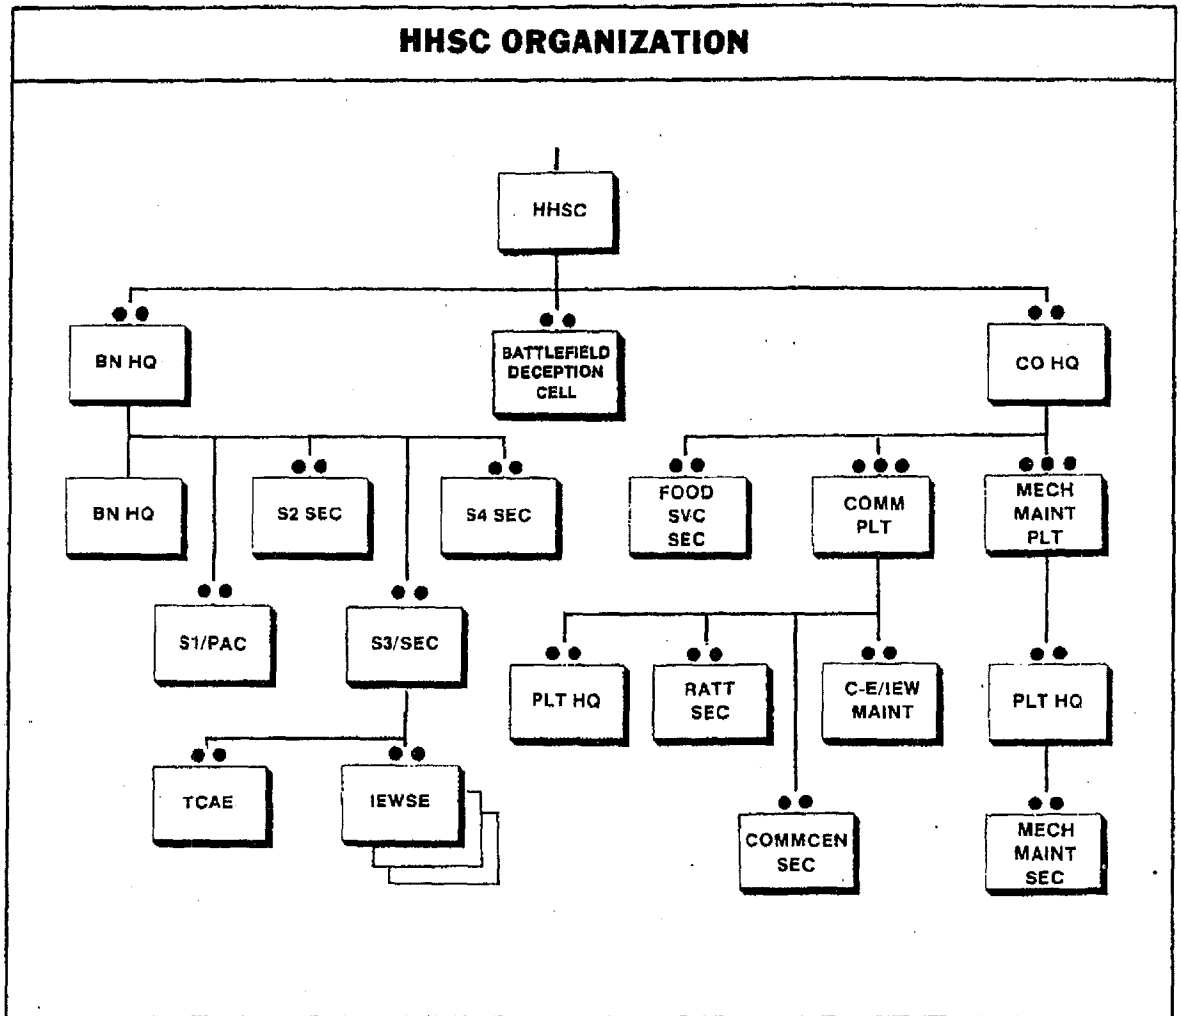 HHSC ORGANIZATION
HHSC
BN HQ
BATTLEFIELD
DECEPTION
CELL
CO HQ
BN HQ
S2 SEC
S4 SEC
FOOD
SVC
SEC
COMM
PLT
MECH
MAINT
PLT
S1/PAC
S3/SEC
PLT HQ
RATT
SEC
C-E/IEW
MAINT
PLT HQ
TCAE
IEWSE
COMMCEN
SEC
MECH
MAINT
SEC